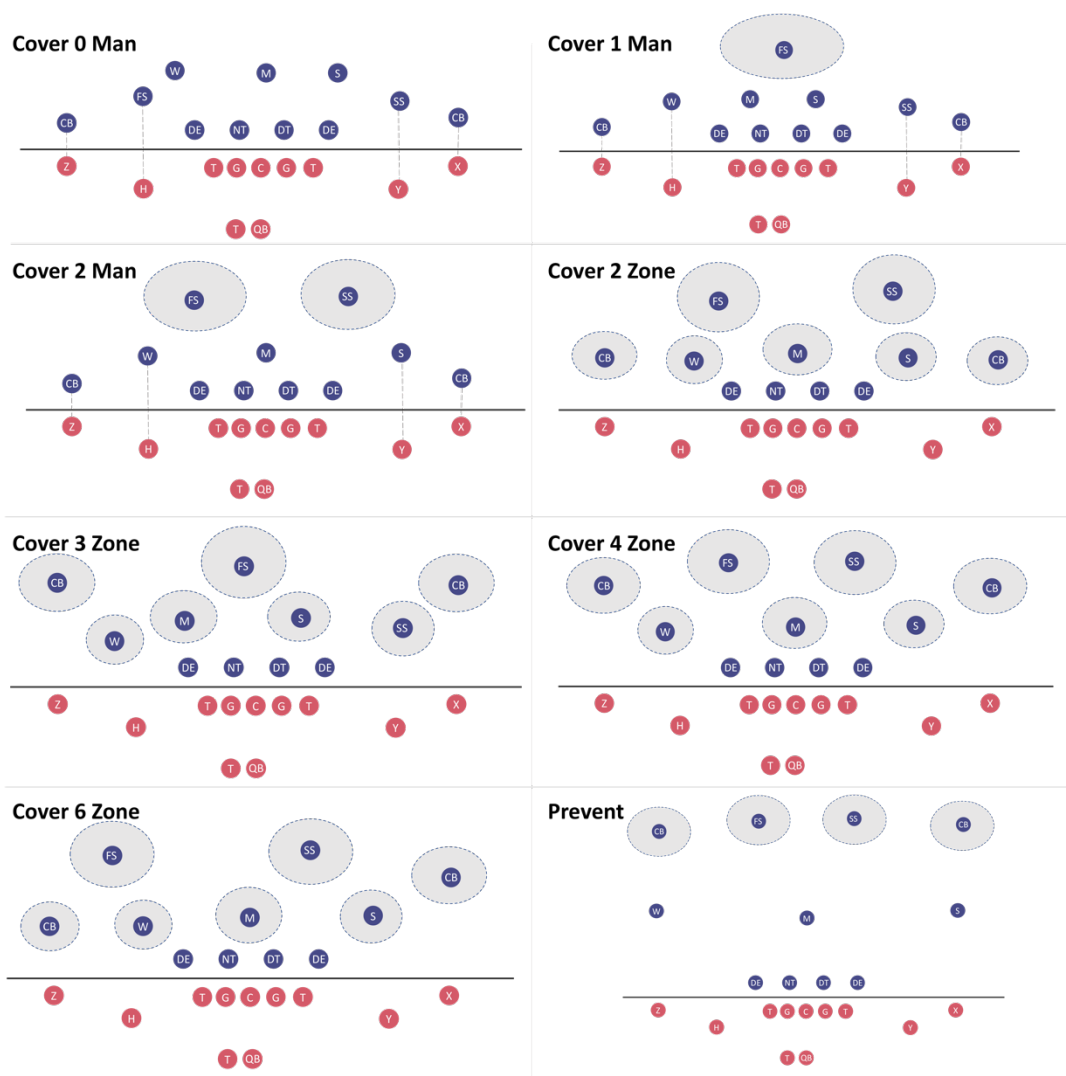 Cover 0 Man
W M S
FS SS
CB CB
DE NT DT DE
Z T G C G T X
H Y
T QB
Cover 1 Man
FS
W M S SS
CB CB
DE NT DT DE
Z T G C G T X
H Y
T QB
Cover 2 Man
FS SS
W M S
CB CB
DE NT DT DE
Z T G C G T X
H Y
T QB
Cover 2 Zone
FS SS
CB W M S CB
DE NT DT DE
Z T G C G T X
H Y
T QB
Cover 3 Zone
FS
CB CB
W M S SS
DE NT DT DE
Z T G C G T X
H Y
T QB
Cover 4 Zone
FS SS
CB CB
W M S
DE NT DT DE
Z T G C G T X
H Y
T QB
Cover 6 Zone
FS SS
CB
CB W M S
DE NT DT DE
Z T G C G T X
H Y
T QB
Prevent
CB FS SS CB
W M S
DE NT DT DE
Z T G C G T X
H Y
T QB